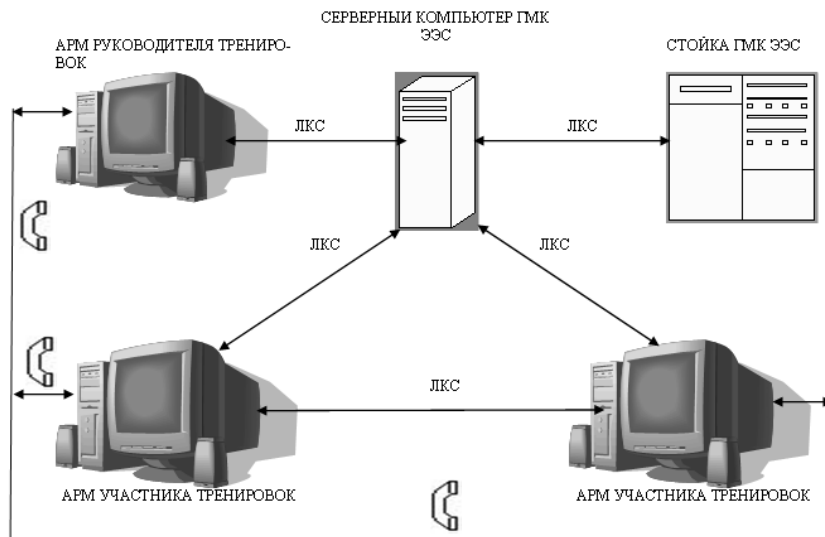 СЕРВЕРНЫЙ КОМПЬЮТЕР ГМК
ЭЭС
АРМ РУКОВОДИТЕЛЯ ТРЕНИРО-
ВОК
СТОЙКА ГМК ЭЭС
ЛКС
ЛКС
ЛКС
ЛКС
ЛКС
АРМ УЧАСТНИКА ТРЕНИРОВОК
АРМ УЧАСТНИКА ТРЕНИРОВОК